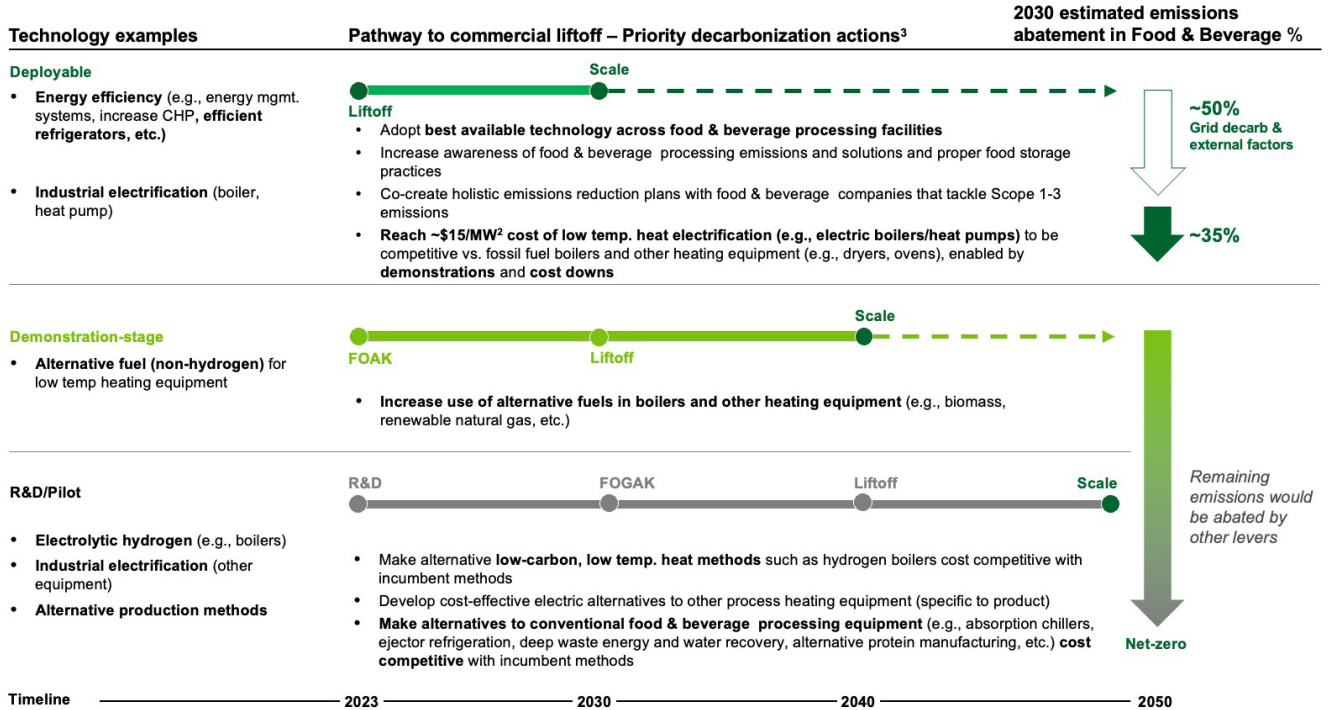 Technology examples
Pathway to commercial liftoff – Priority decarbonization actions³
2030 estimated emissions
abatement in Food & Beverage %
Deployable
• Energy efficiency (e.g., energy mgmt.
systems, increase CHP, efficient
refrigerators, etc.)
• Industrial electrification (boiler,
heat pump)
Scale
Liftoff
• Adopt best available technology across food & beverage processing facilities
• Increase awareness of food & beverage processing emissions and solutions and proper food storage
practices
• Co-create holistic emissions reduction plans with food & beverage companies that tackle Scope 1-3
emissions
• Reach ~$15/MW² cost of low temp. heat electrification (e.g., electric boilers/heat pumps) to be
competitive vs. fossil fuel boilers and other heating equipment (e.g., dryers, ovens), enabled by
demonstrations and cost downs
~50%
Grid decarb &
external factors
~35%
Demonstration-stage
• Alternative fuel (non-hydrogen) for
low temp heating equipment
Scale
FOAK
Liftoff
• Increase use of alternative fuels in boilers and other heating equipment (e.g., biomass,
renewable natural gas, etc.)
R&D/Pilot
• Electrolytic hydrogen (e.g., boilers)
• Industrial electrification (other
equipment)
• Alternative production methods
R&D
FOGAK
Liftoff
Scale
• Make alternative low-carbon, low temp. heat methods such as hydrogen boilers cost competitive with
incumbent methods
• Develop cost-effective electric alternatives to other process heating equipment (specific to product)
• Make alternatives to conventional food & beverage processing equipment (e.g., absorption chillers,
ejector refrigeration, deep waste energy and water recovery, alternative protein manufacturing, etc.) cost
competitive with incumbent methods
Remaining
emissions would
be abated by
other levers
Net-zero
Timeline
2023
2030
2040
2050